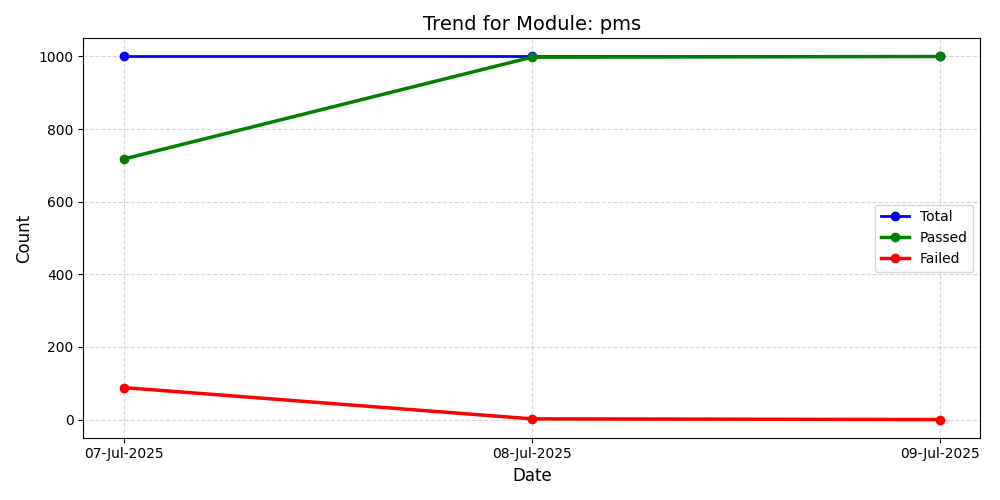 Trend for Module: pms
Count
1000
800
600
400
200
0
Total
Passed
Failed
07-Jul-2025
08-Jul-2025
09-Jul-2025
Date